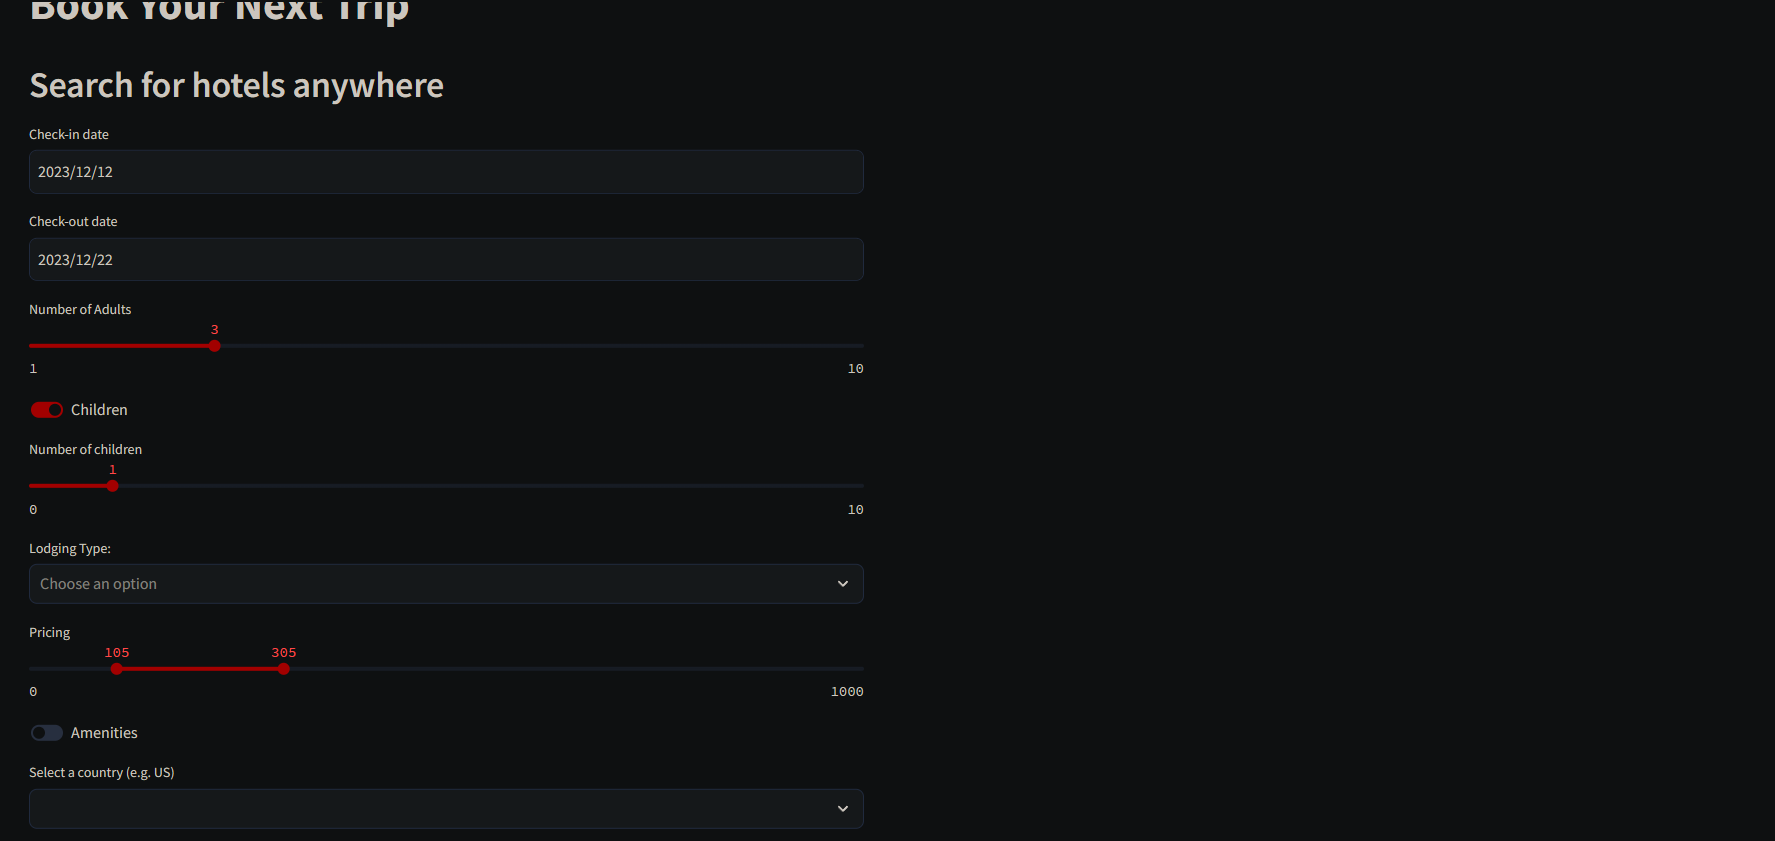 Book Your Next Trip
Search for hotels anywhere
Check-in date
2023/12/12
Check-out date
2023/12/22
Number of Adults
3
1 10
Children
Number of children
1
0 10
Lodging Type:
Choose an option
Pricing
105 305
0 1000
Amenities
Select a country (e.g. US)